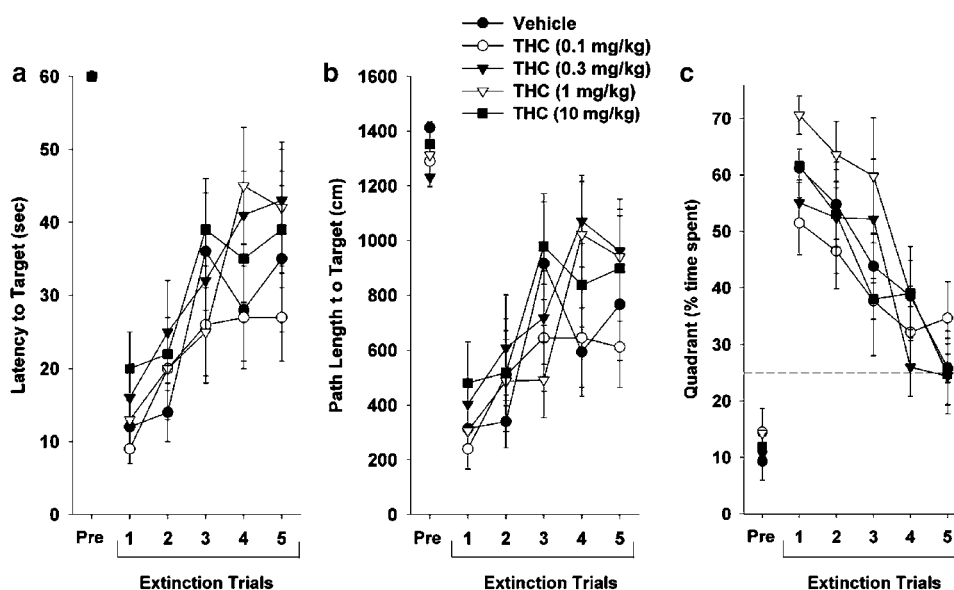 Vehicle
THC (0.1 mg/kg)
THC (0.3 mg/kg)
THC (1 mg/kg)
THC (10 mg/kg)
a
Latency to Target (sec)
60
50
40
30
20
10
0
Pre
1 2 3 4 5
Extinction Trials
b
Path Length t o Target (cm)
1600
1400
1200
1000
800
600
400
200
0
Pre
1 2 3 4 5
Extinction Trials
c
Quadrant (% time spent)
80
70
60
50
40
30
20
10
0
Pre
1 2 3 4 5
Extinction Trials